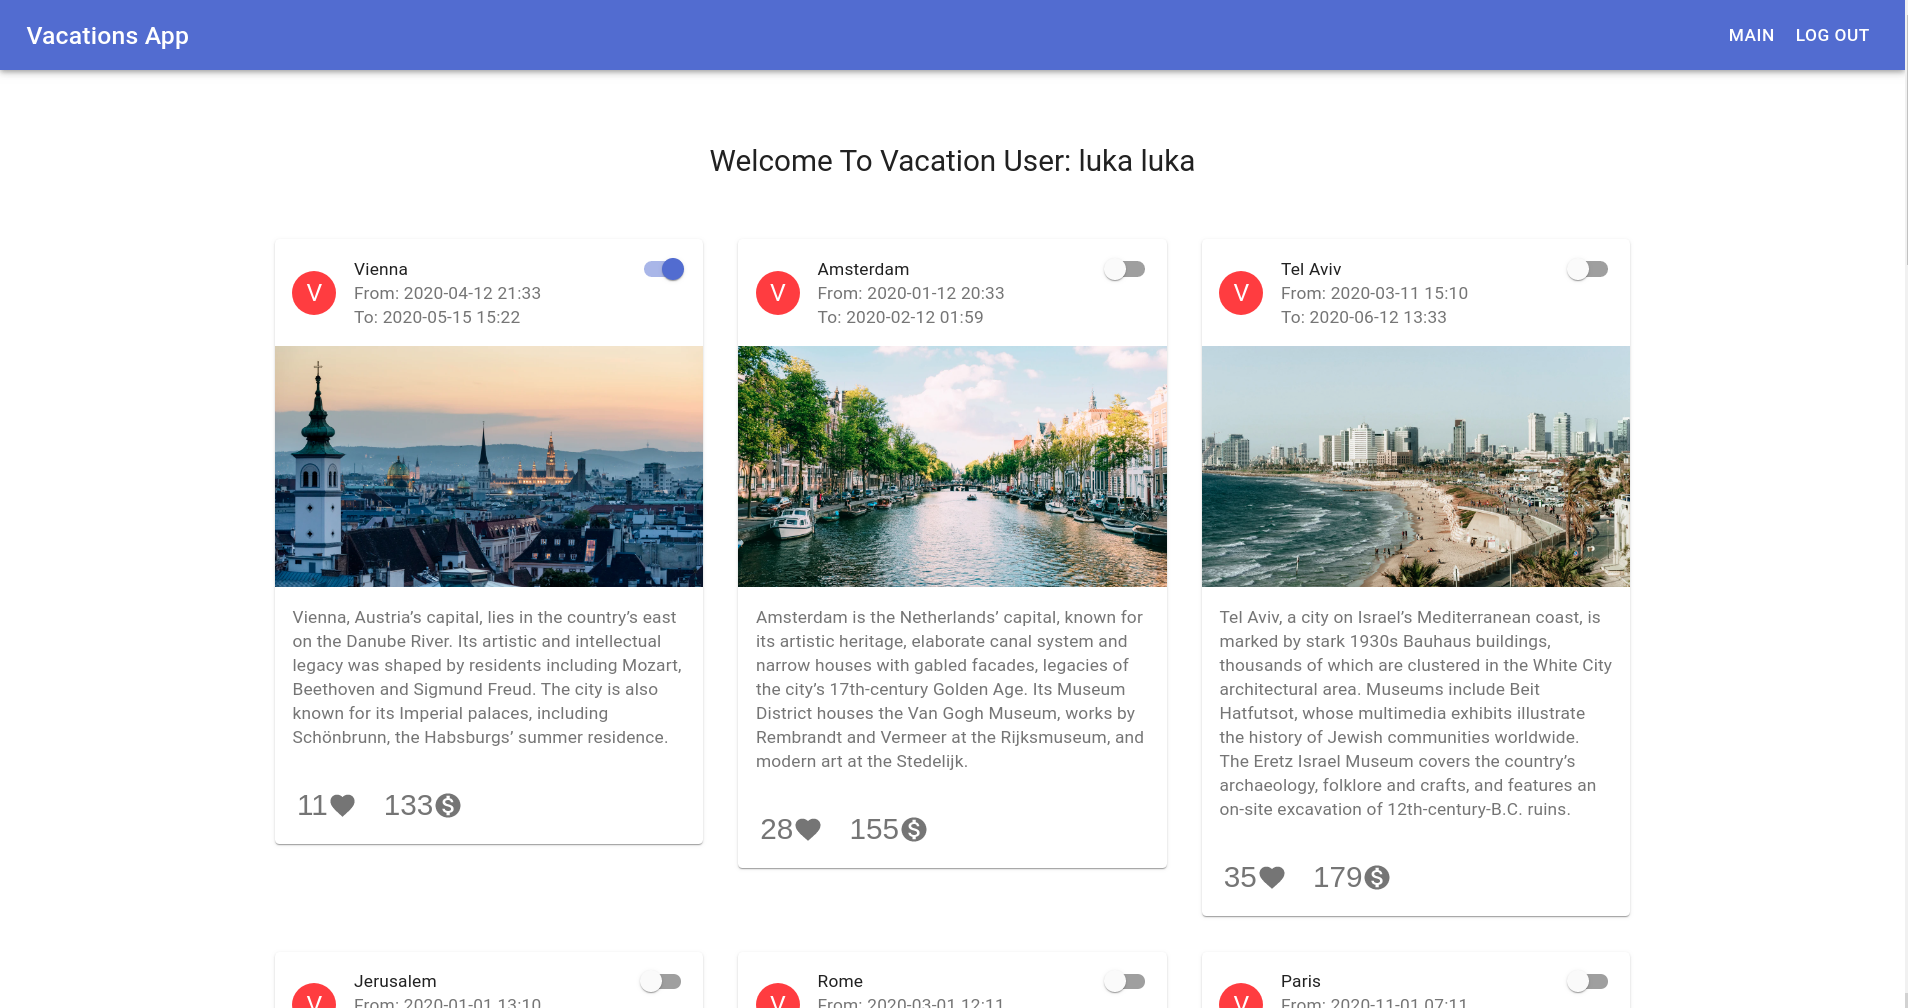 Vacations App
MAIN LOG OUT
Welcome To Vacation User: luka luka
V
Vienna
From: 2020-04-12 21:33
To: 2020-05-15 15:22
Vienna, Austria’s capital, lies in the country’s east
on the Danube River. Its artistic and intellectual
legacy was shaped by residents including Mozart,
Beethoven and Sigmund Freud. The city is also
known for its Imperial palaces, including
Schönbrunn, the Habsburgs’ summer residence.
11 133
V
Amsterdam
From: 2020-01-12 20:33
To: 2020-02-12 01:59
Amsterdam is the Netherlands’ capital, known for
its artistic heritage, elaborate canal system and
narrow houses with gabled facades, legacies of
the city’s 17th-century Golden Age. Its Museum
District houses the Van Gogh Museum, works by
Rembrandt and Vermeer at the Rijksmuseum, and
modern art at the Stedelijk.
28 155
V
Tel Aviv
From: 2020-03-11 15:10
To: 2020-06-12 13:33
Tel Aviv, a city on Israel’s Mediterranean coast, is
marked by stark 1930s Bauhaus buildings,
thousands of which are clustered in the White City
architectural area. Museums include Beit
Hatfutsot, whose multimedia exhibits illustrate
the history of Jewish communities worldwide.
The Eretz Israel Museum covers the country’s
archaeology, folklore and crafts, and features an
on-site excavation of 12th-century-B.C. ruins.
35 179
V
Jerusalem
From: 2020-01-01 13:10
V
Rome
From: 2020-03-01 12:11
V
Paris
From: 2020-11-01 07:11